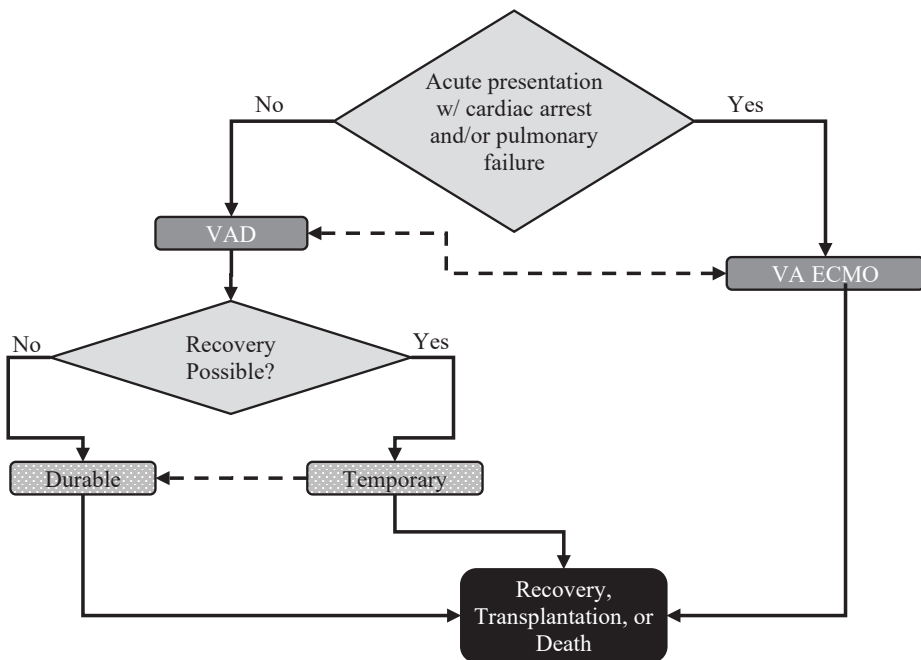 Acute presentation
w/ cardiac arrest
and/or pulmonary
failure
No
Yes
VAD
VA ECMO
No
Recovery
Possible?
Yes
Durable
Temporary
Recovery,
Transplantation, or
Death